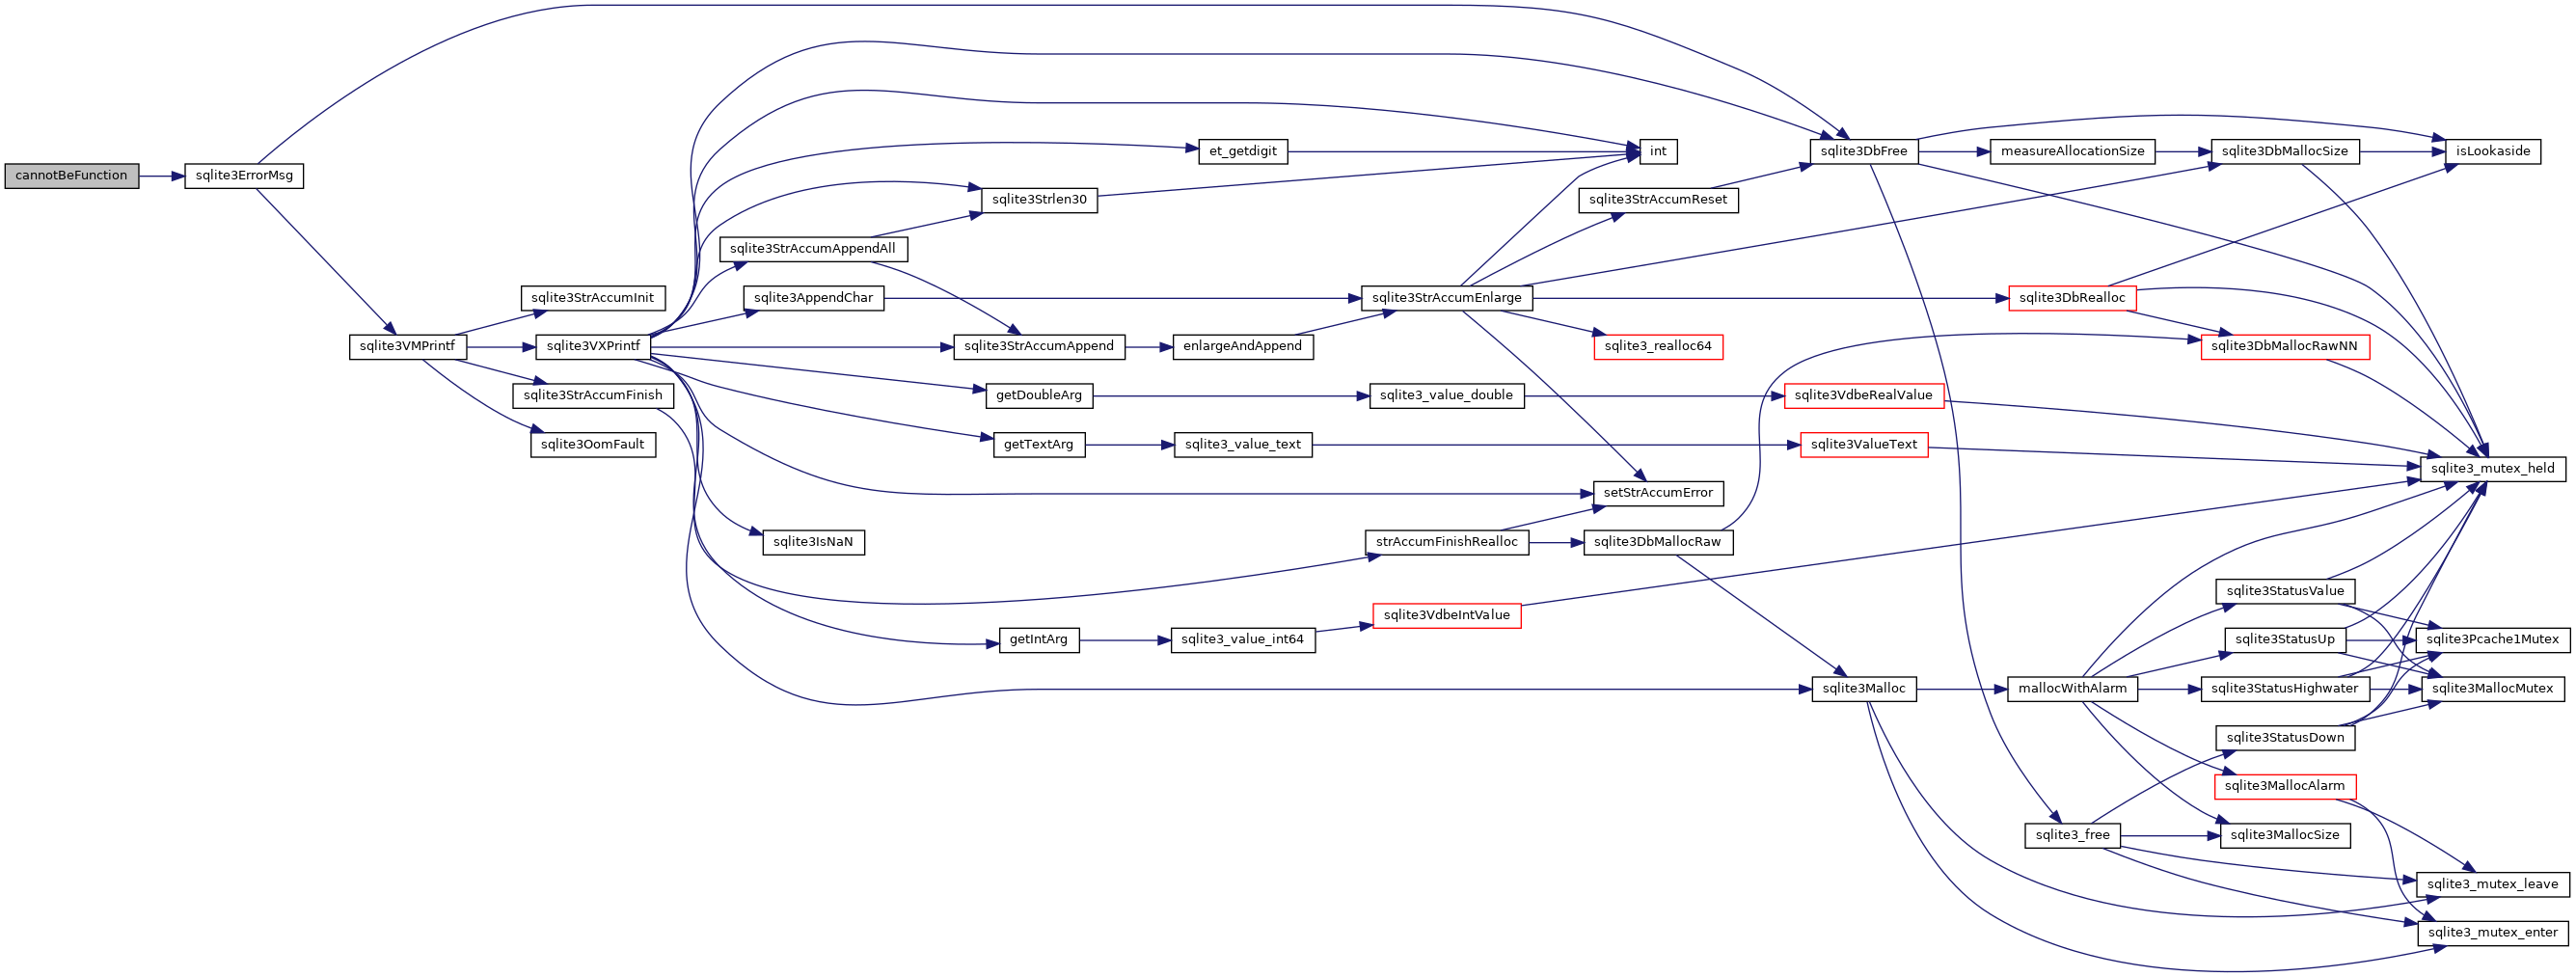 cannotBeFunction
sqlite3ErrorMsg
sqlite3VMPrintf
sqlite3StrAccumInit
sqlite3VXPrintf
sqlite3StrAccumFinish
sqlite3OomFault
sqlite3StrAccumAppendAll
sqlite3AppendChar
sqlite3IsNaN
et_getdigit
sqlite3Strlen30
sqlite3StrAccumAppend
getDoubleArg
getTextArg
getIntArg
enlargeAndAppend
sqlite3_value_text
sqlite3_value_int64
sqlite3StrAccumEnlarge
sqlite3_value_double
strAccumFinishRealloc
sqlite3VdbeIntValue
int
sqlite3StrAccumReset
sqlite3_realloc64
setStrAccumError
sqlite3DbMallocRaw
sqlite3DbFree
sqlite3VdbeRealValue
sqlite3ValueText
sqlite3Malloc
measureAllocationSize
sqlite3DbRealloc
mallocWithAlarm
sqlite3_free
sqlite3DbMallocSize
sqlite3DbMallocRawNN
sqlite3StatusValue
sqlite3StatusUp
sqlite3StatusHighwater
sqlite3StatusDown
sqlite3MallocAlarm
sqlite3MallocSize
isLookaside
sqlite3_mutex_held
sqlite3Pcache1Mutex
sqlite3MallocMutex
sqlite3_mutex_leave
sqlite3_mutex_enter